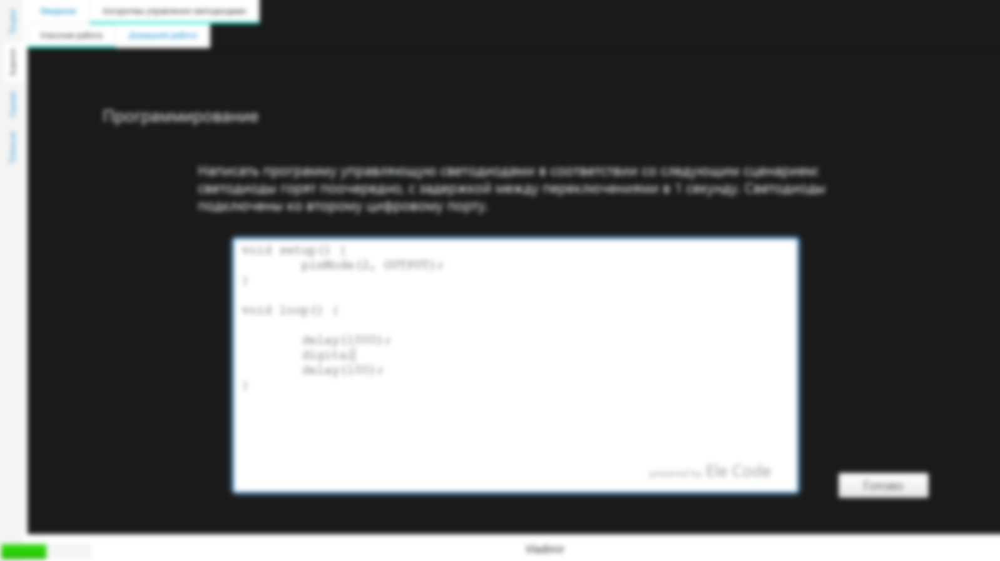 Введение
Алгоритмы управления светодиодами
Классная работа
Домашняя работа
Программирование
Написать программу управляющую светодиодами в соответствии со следующим сценарием:
светодиоды горят поочередно, с задержкой между переключениями в 1 секунду. Светодиоды
подключены ко второму цифровому порту.
void setup() {
pinMode(2, OUTPUT);
}
void loop() {
delay(1000);
digital
delay(100);
}
powered by Ele Code
Готово
Vladimir